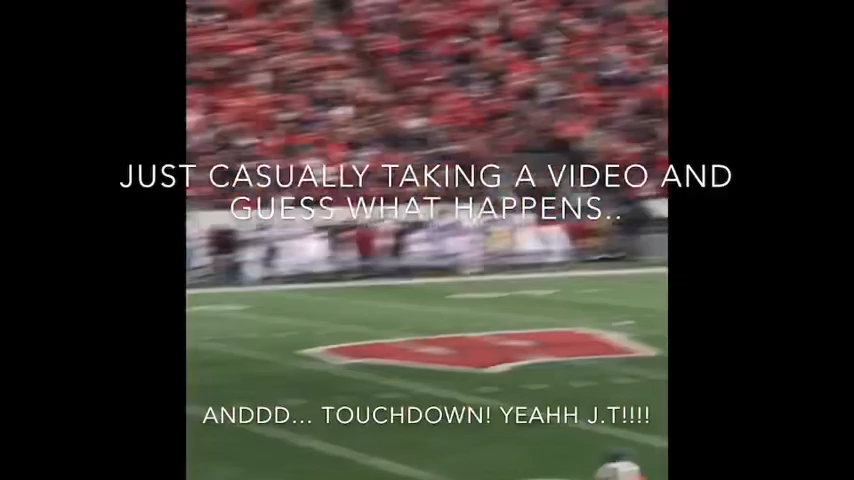 JUST CASUALLY TAKING A VIDEO AND
GUESS WHAT HAPPENS..
ANDDD... TOUCHDOWN! YEAHH J.T!!!!